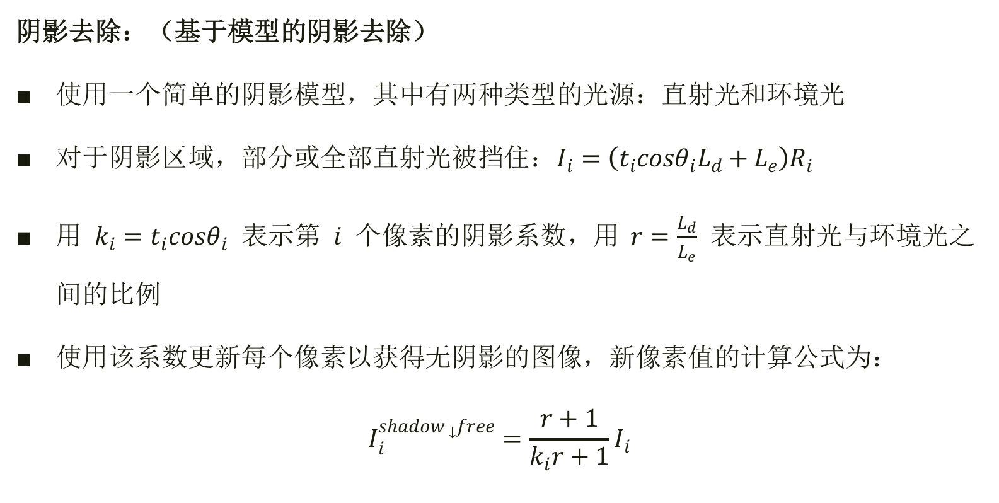 阴影去除：（基于模型的阴影去除）
■ 使用一个简单的阴影模型，其中有两种类型的光源：直射光和环境光
■ 对于阴影区域，部分或全部直射光被挡住：$I_i = (t_i cos\theta_i L_d + L_e)R_i$
■ 用 $k_i = t_i cos\theta_i$ 表示第 $i$ 个像素的阴影系数，用 $r = \frac{L_d}{L_e}$ 表示直射光与环境光之
间的比例
■ 使用该系数更新每个像素以获得无阴影的图像，新像素值的计算公式为：
$I_i^{shadow_{\downarrow}free} = \frac{r+1}{k_i r+1} I_i$